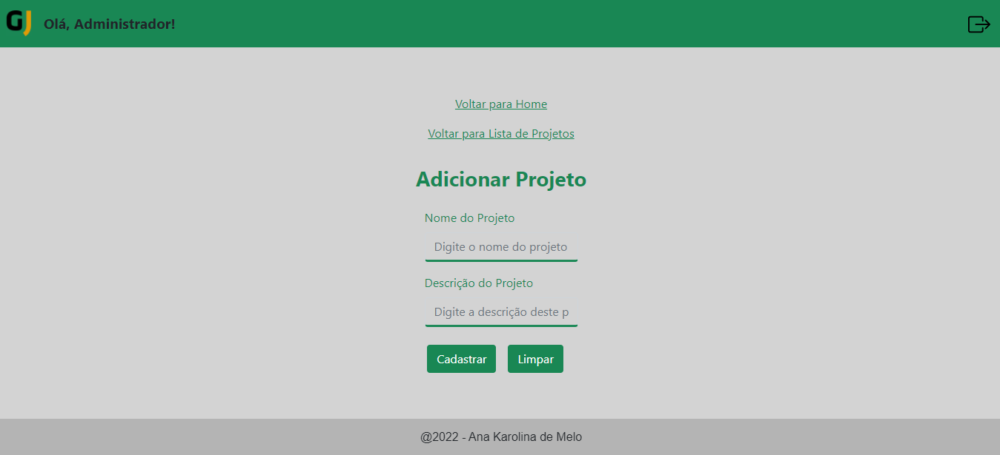 GJ
Olá, Administrador!
Voltar para Home
Voltar para Lista de Projetos
Adicionar Projeto
Nome do Projeto
Digite o nome do projeto
Descrição do Projeto
Digite a descrição deste p
Cadastrar Limpar
@2022 - Ana Karolina de Melo